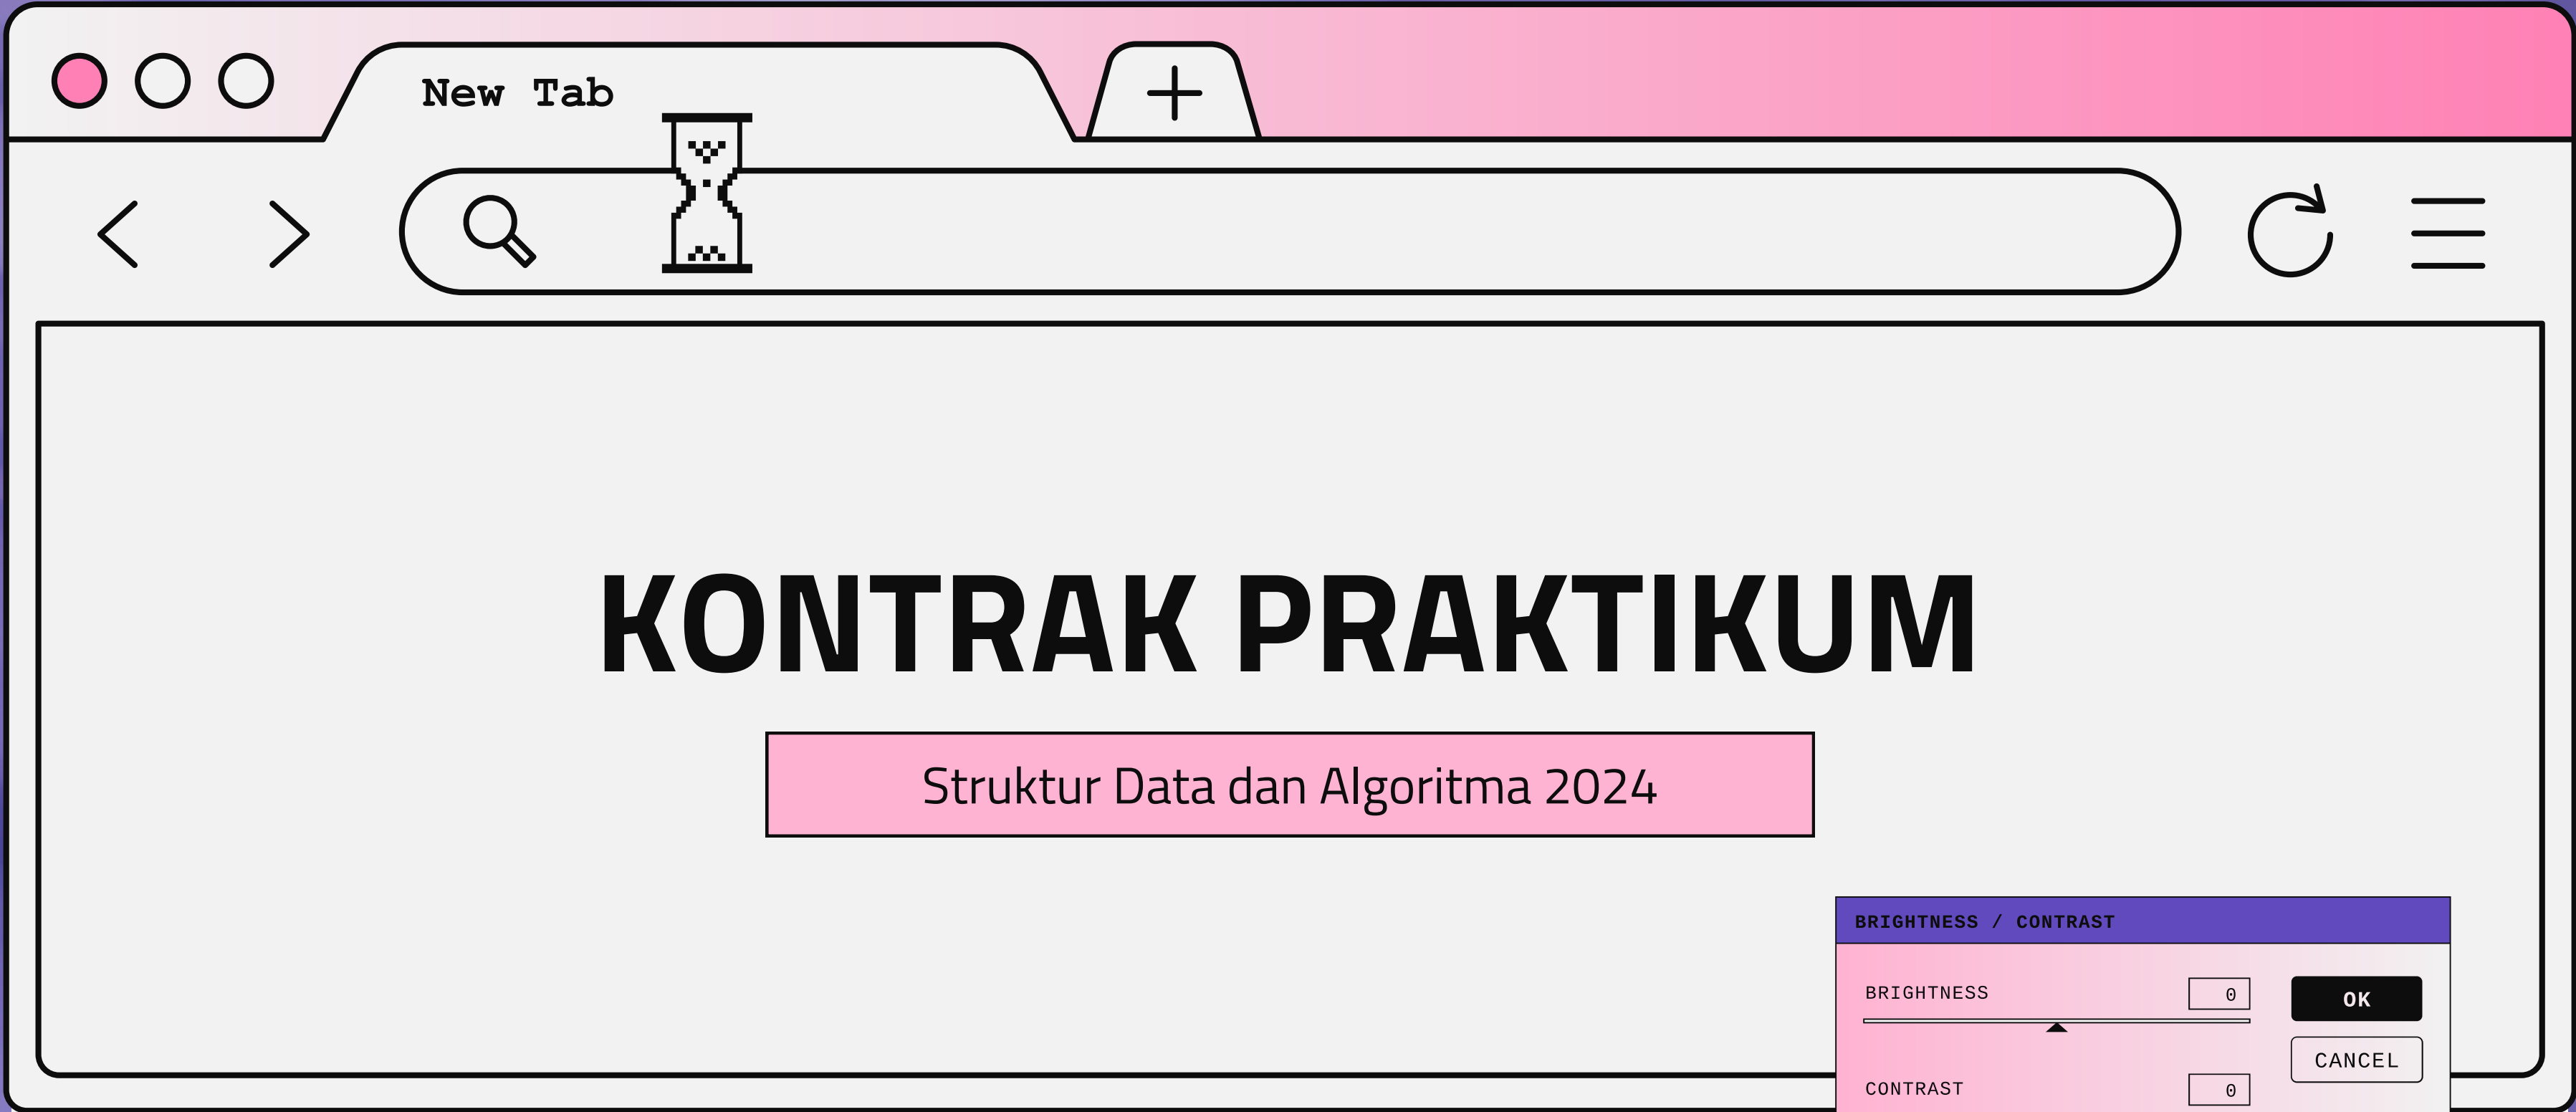 New Tab
KONTRAK PRAKTIKUM
Struktur Data dan Algoritma 2024
BRIGHTNESS / CONTRAST
BRIGHTNESS 0
OK
CANCEL
CONTRAST 0